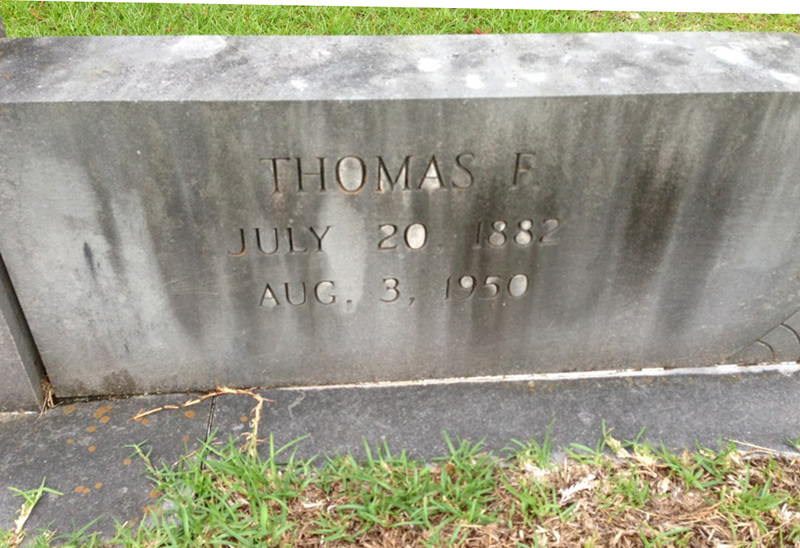 THOMAS F.
JULY 20, 1882
AUG. 3, 1950